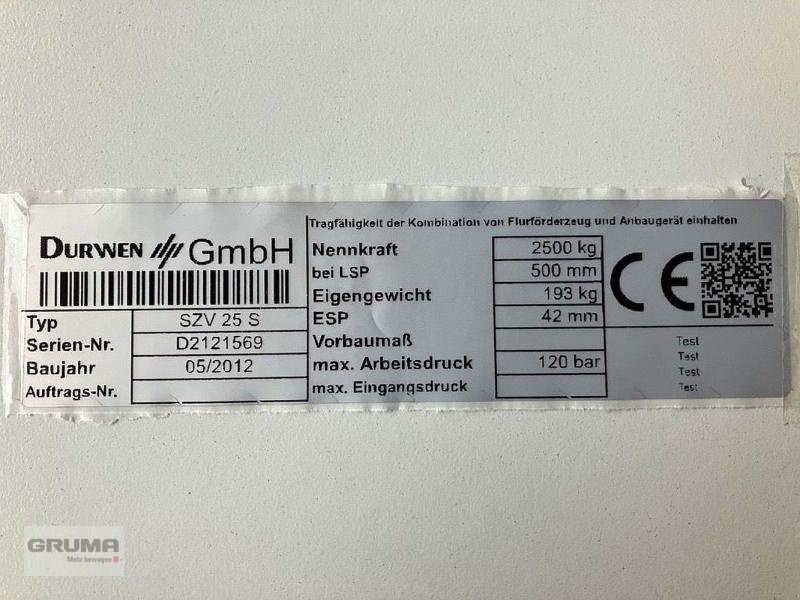 DURWEN GmbH
Typ SZV 25 S
Serien-Nr. D2121569
Baujahr 05/2012
Auftrags-Nr.
Tragfähigkeit der Kombination von Flurförderzeug und Anbaugerät einhalten
Nennkraft 2500 kg
bei LSP 500 mm
Eigengewicht 193 kg
ESP 42 mm
Vorbaumaß
max. Arbeitsdruck 120 bar
max. Eingangsdruck
CE
Test
Test
Test
Test
GRUMA
Mehr bewegen